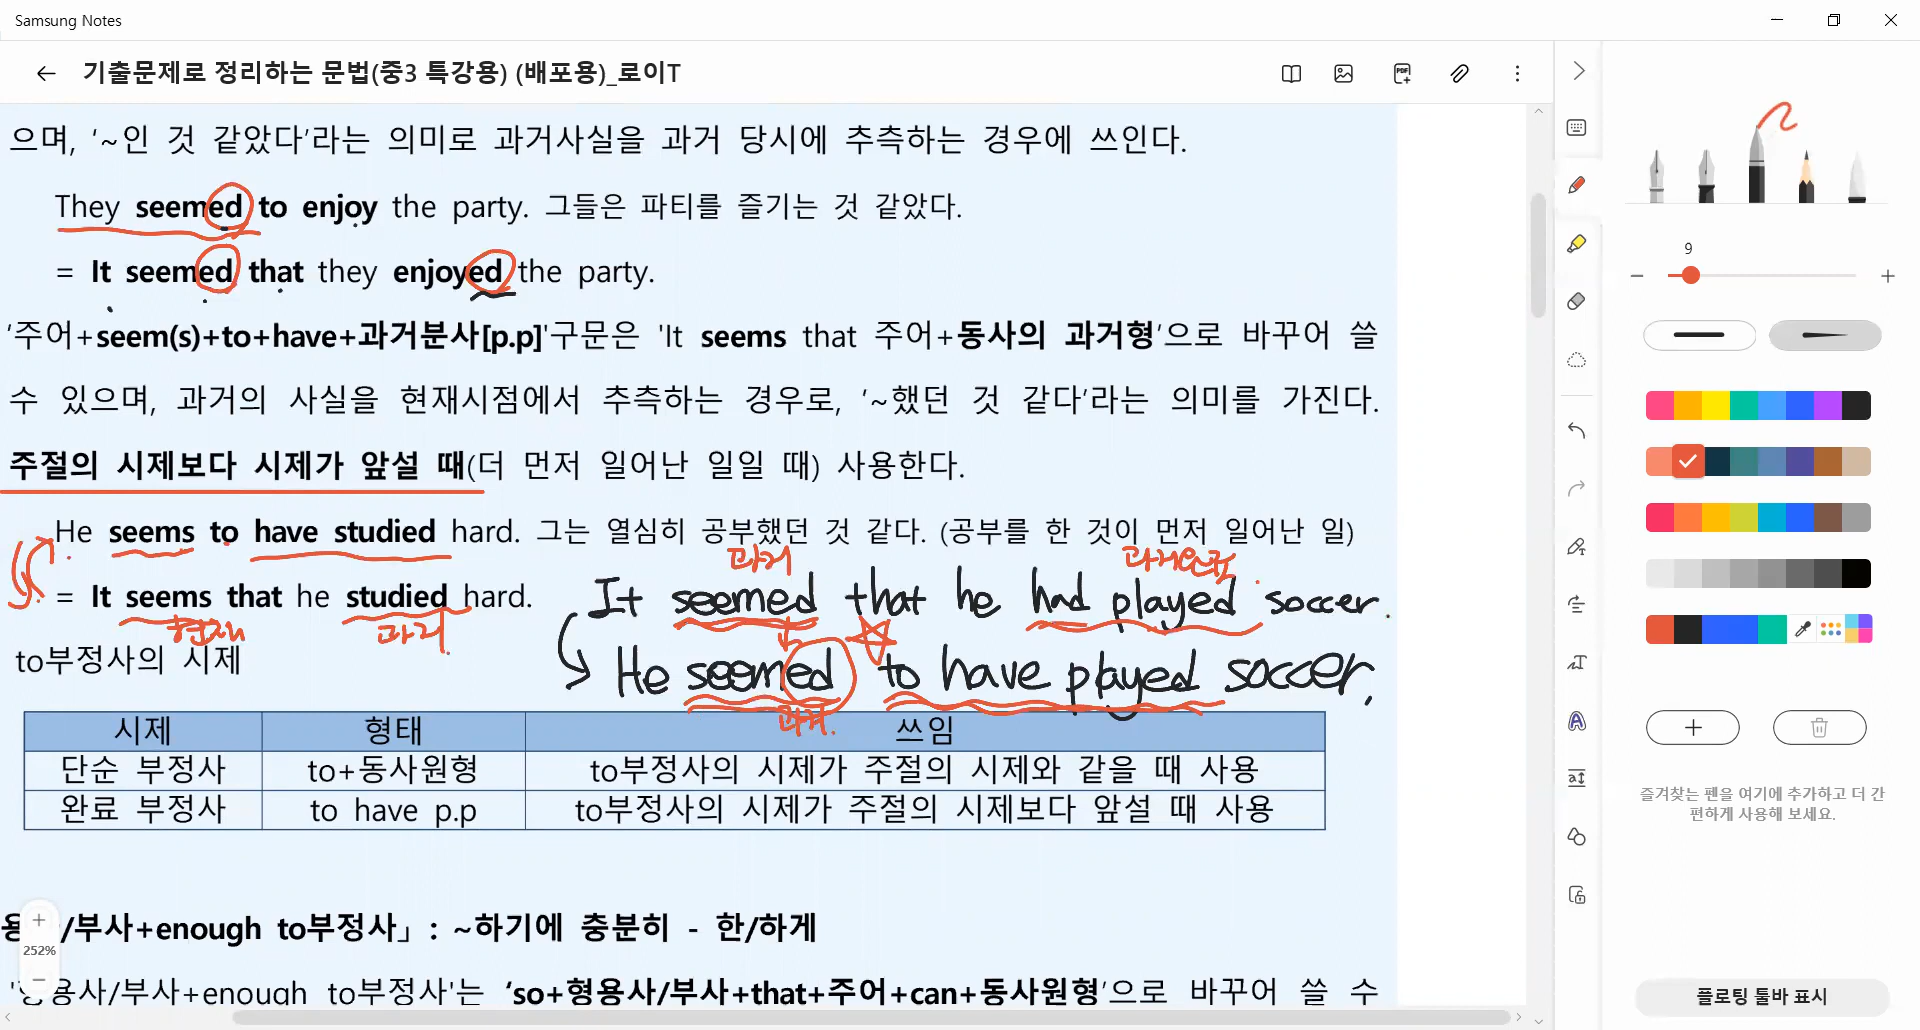 Samsung Notes
기출문제로 정리하는 문법(중3 특강용) (배포용)_로이T
으며, ‘~인 것 같았다’라는 의미로 과거사실을 과거 당시에 추측하는 경우에 쓰인다.
They seemed to enjoy the party. 그들은 파티를 즐기는 것 같았다.
= It seemed that they enjoyed the party.
‘주어+seem(s)+to+have+과거분사[p.p]'구문은 'It seems that 주어+동사의 과거형’으로 바꾸어 쓸
수 있으며, 과거의 사실을 현재시점에서 추측하는 경우로, ‘~했던 것 같다’라는 의미를 가진다.
주절의 시제보다 시제가 앞설 때(더 먼저 일어난 일일 때) 사용한다.
He seems to have studied hard. 그는 열심히 공부했던 것 같다. (공부를 한 것이 먼저 일어난 일)
과거 과거완료
= It seems that he studied hard. It seemed that he had played soccer.
현재 과거
to부정사의 시제 He seemed to have played soccer.
과거
시제 형태 쓰임
단순 부정사 to+동사원형 to부정사의 시제가 주절의 시제와 같을 때 사용
완료 부정사 to have p.p to부정사의 시제가 주절의 시제보다 앞설 때 사용
/부사+enough to부정사」: ~하기에 충분히 - 한/하게
용사/부사+enough to부정사'는 ‘so+형용사/부사+that+주어+can+동사원형’으로 바꾸어 쓸 수
252%
9
즐겨찾는 펜을 여기에 추가하고 더 간
편하게 사용해 보세요.
플로팅 툴바 표시